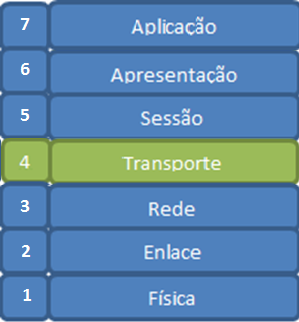 7 Aplicação
6 Apresentação
5 Sessão
4 Transporte
3 Rede
2 Enlace
1 Física